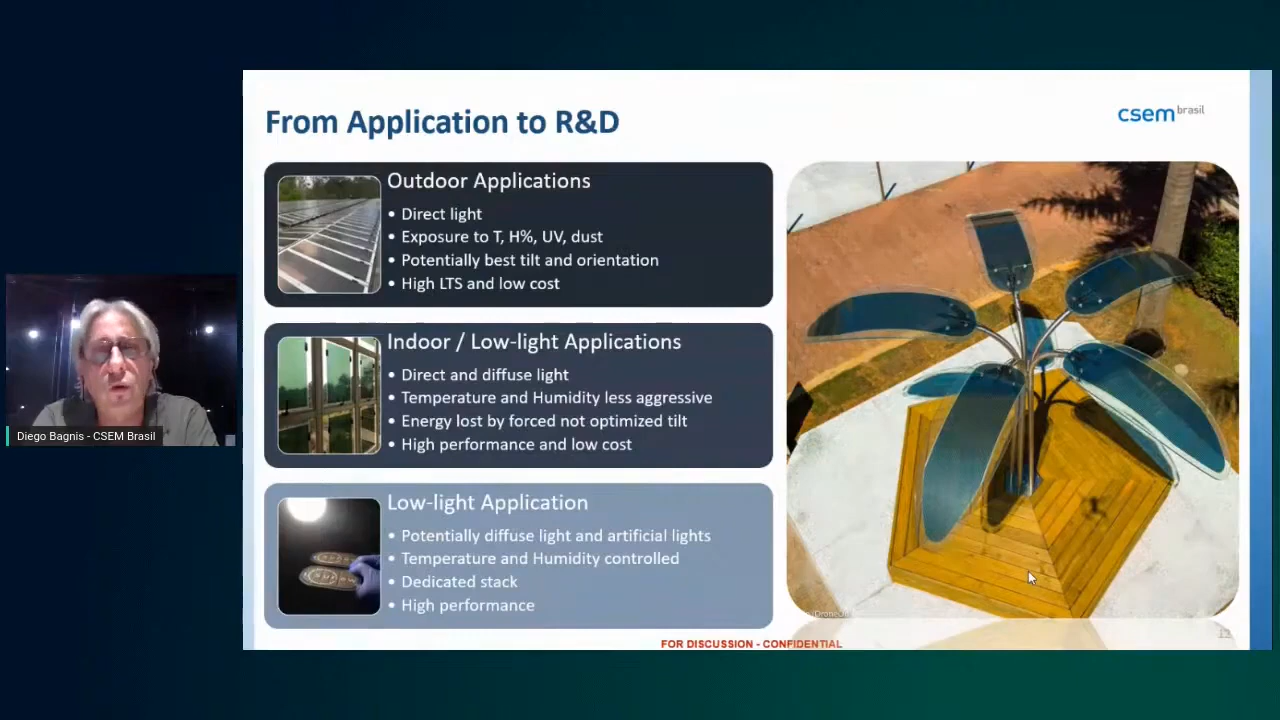 From Application to R&D
csem brasil
Outdoor Applications
• Direct light
• Exposure to T, H%, UV, dust
• Potentially best tilt and orientation
• High LTS and low cost
Indoor / Low-light Applications
• Direct and diffuse light
• Temperature and Humidity less aggressive
• Energy lost by forced not optimized tilt
• High performance and low cost
Low-light Application
• Potentially diffuse light and artificial lights
• Temperature and Humidity controlled
• Dedicated stack
• High performance
FOR DISCUSSION - CONFIDENTIAL
Diego Bagnis - CSEM Brasil